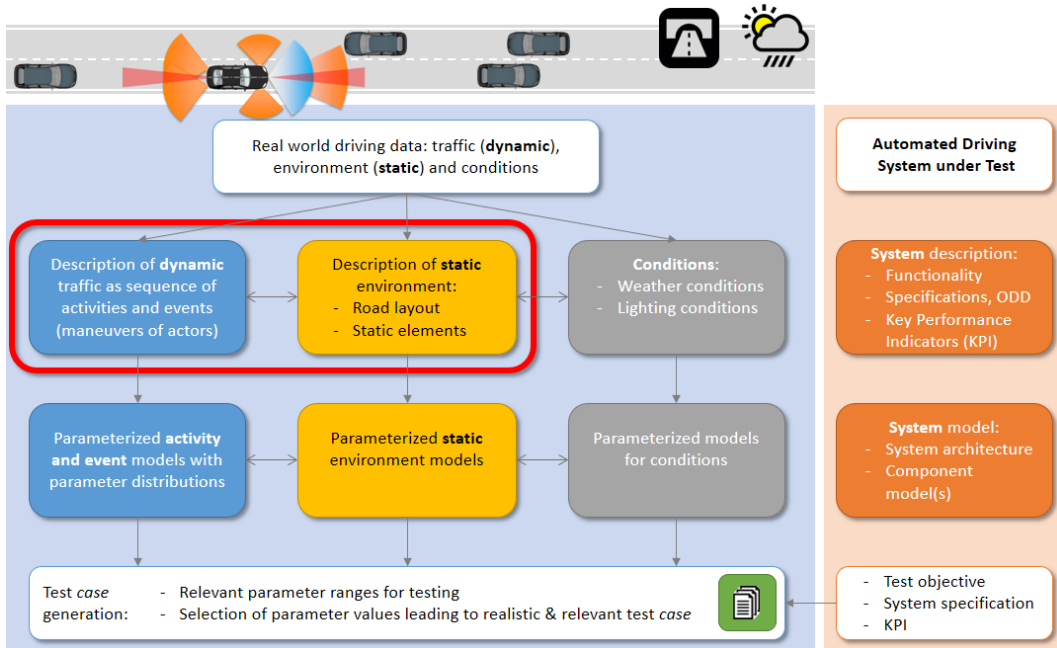 Real world driving data: traffic (dynamic),
environment (static) and conditions
Automated Driving
System under Test
Description of dynamic
traffic as sequence of
activities and events
(maneuvers of actors)
Description of static
environment:
- Road layout
- Static elements
Conditions:
- Weather conditions
- Lighting conditions
System description:
- Functionality
- Specifications, ODD
- Key Performance
Indicators (KPI)
Parameterized activity
and event models with
parameter distributions
Parameterized static
environment models
Parameterized models
for conditions
System model:
- System architecture
- Component
model(s)
Test case - Relevant parameter ranges for testing
generation: - Selection of parameter values leading to realistic & relevant test case
- Test objective
- System specification
- KPI